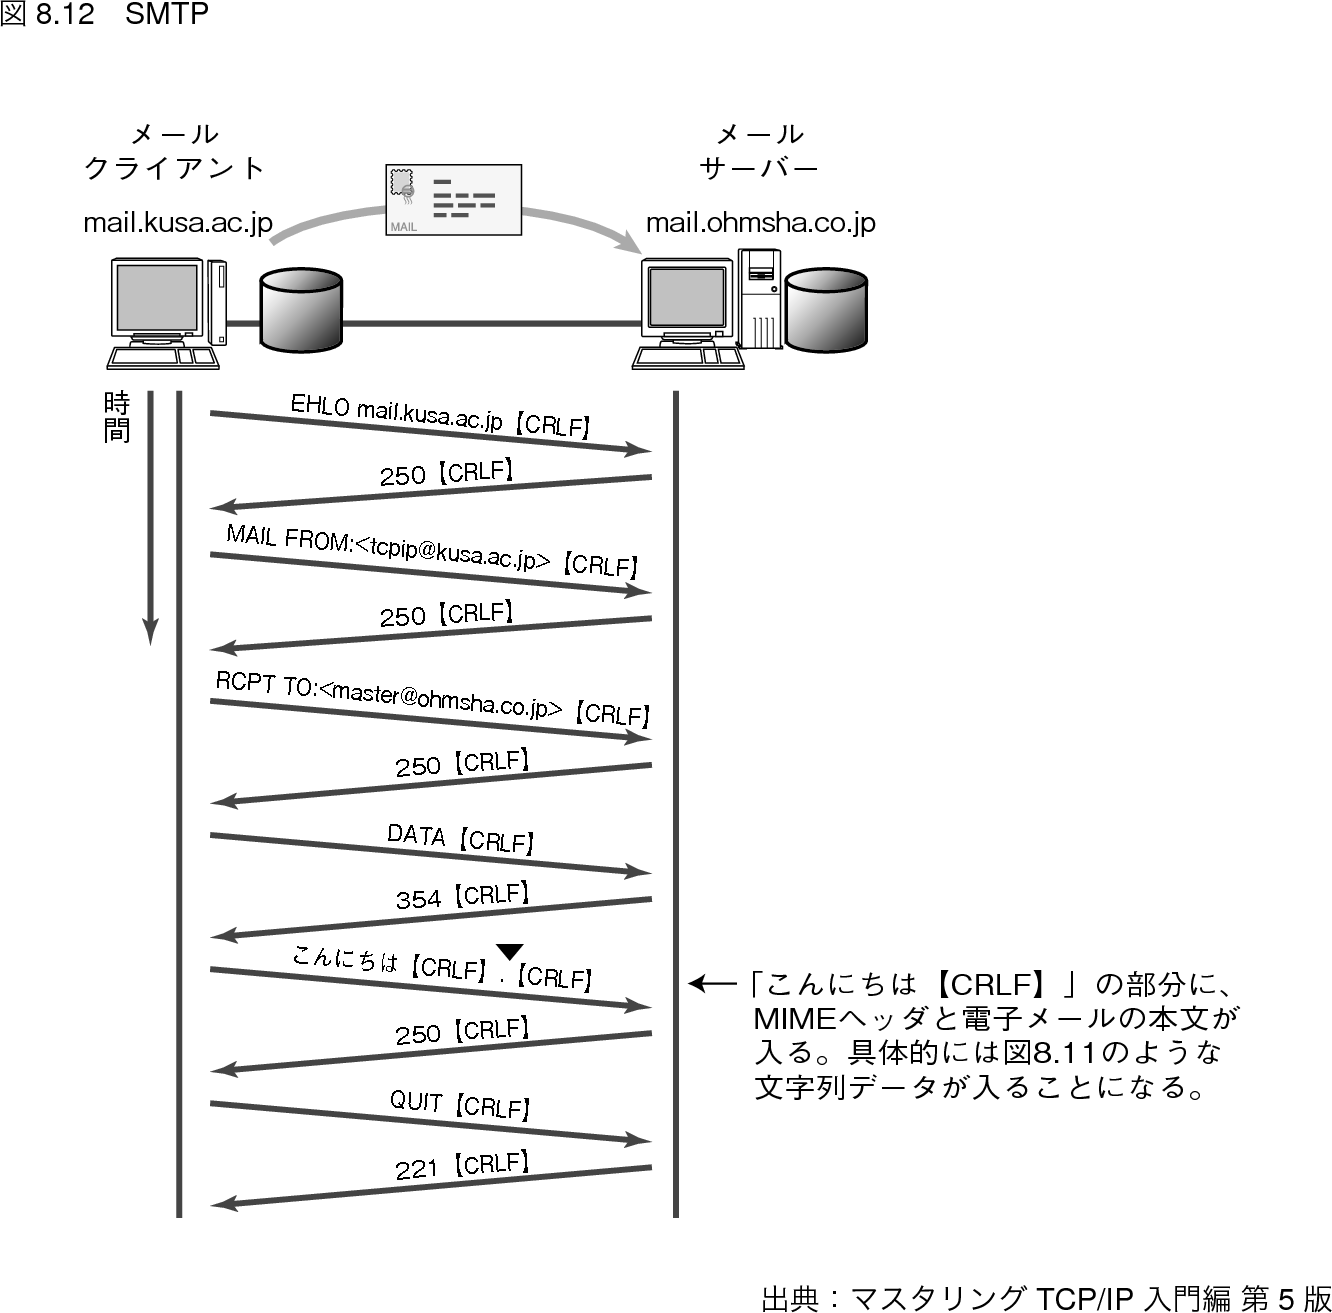 図 8.12　SMTP
メール
クライアント
mail.kusa.ac.jp
MAIL
メール
サーバー
mail.ohmsha.co.jp
時間
EHLO mail.kusa.ac.jp【CRLF】
250【CRLF】
MAIL FROM:<tcpip@kusa.ac.jp>【CRLF】
250【CRLF】
RCPT TO:<master@ohmsha.co.jp>【CRLF】
250【CRLF】
DATA【CRLF】
354【CRLF】
こんにちは【CRLF】.【CRLF】
「こんにちは【CRLF】」の部分に、
MIMEヘッダと電子メールの本文が
入る。具体的には図8.11のような
文字列データが入ることになる。
250【CRLF】
QUIT【CRLF】
221【CRLF】
出典：マスタリング TCP/IP 入門編 第 5 版